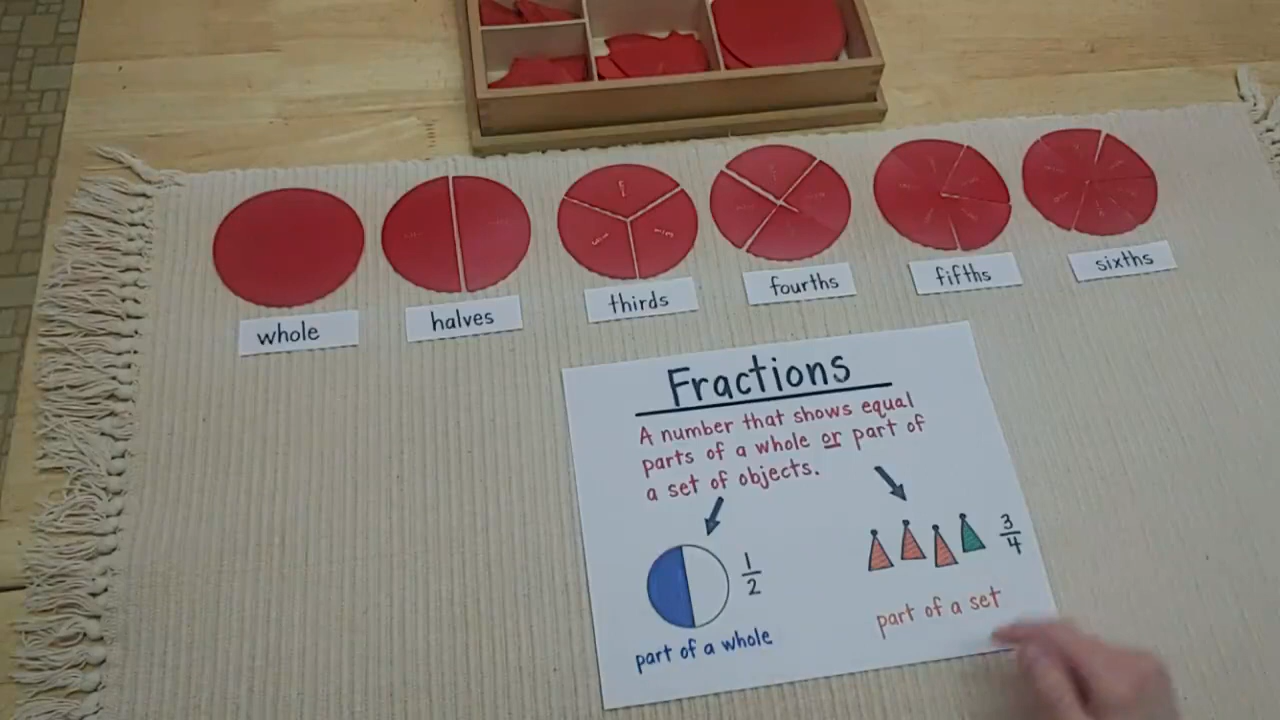 whole
halves
thirds
fourths
fifths
sixths
Fractions
A number that shows equal
parts of a whole or part of
a set of objects.
1
2
3
4
part of a whole
part of a set